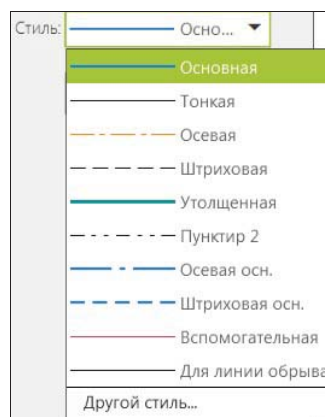 Стиль: Осно...
Основная
Тонкая
Осевая
Штриховая
Утолщенная
Пунктир 2
Осевая осн.
Штриховая осн.
Вспомогательная
Для линии обрыва
Другой стиль...